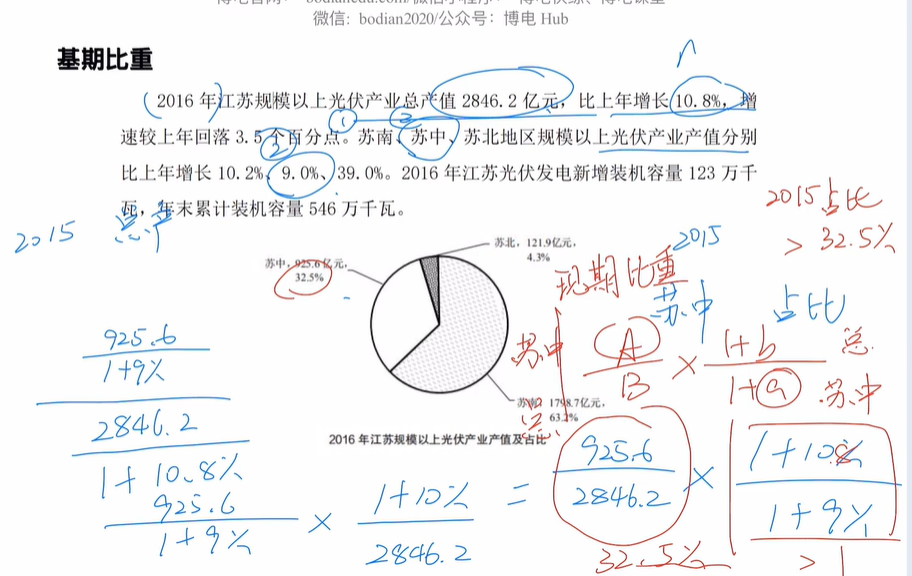 微信: bodian2020/公众号: 博电 Hub
基期比重
2016 年江苏规模以上光伏产业总产值 2846.2 亿元，比上年增长 10.8%，增
速较上年回落 3.5 个百分点。苏南、苏中、苏北地区规模以上光伏产业产值分别
比上年增长 10.2%、9.0%、39.0%。2016 年江苏光伏发电新增装机容量 123 万千
瓦，年末累计装机容量 546 万千瓦。
r
①
②
②
2015
2015 占比
> 32.5%
苏北，121.9亿元，
4.3%
苏中，925.6亿元，
32.5%
苏南，1798.7亿元，
63.2%
2016 年江苏规模以上光伏产业产值及占比
2015
苏中 占比
现期比重
苏中
总
A
B
×
1+b
1+a
总
苏中
925.6
1+9%
2846.2
1+10.8%
925.6
1+9%
×
1+10%
2846.2
=
925.6
2846.2
×
1+10.8%
1+9%
32.5%
>1